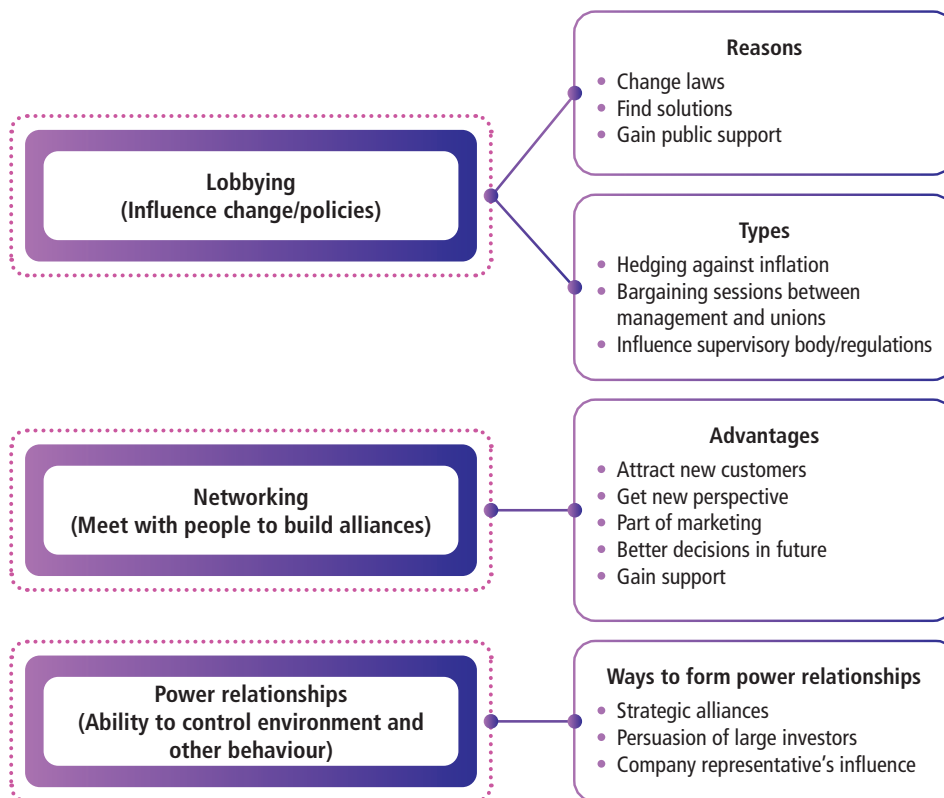 Lobbying
(Influence change/policies)
Reasons
• Change laws
• Find solutions
• Gain public support
Types
• Hedging against inflation
• Bargaining sessions between
management and unions
• Influence supervisory body/regulations
Networking
(Meet with people to build alliances)
Advantages
• Attract new customers
• Get new perspective
• Part of marketing
• Better decisions in future
• Gain support
Power relationships
(Ability to control environment and
other behaviour)
Ways to form power relationships
• Strategic alliances
• Persuasion of large investors
• Company representative’s influence